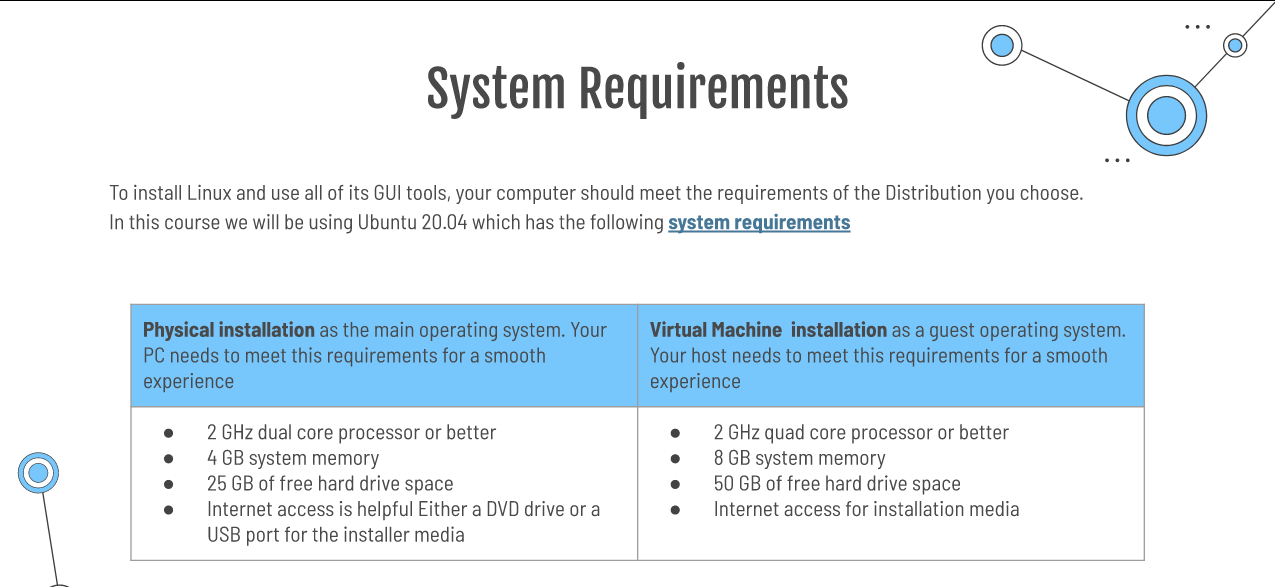 System Requirements
To install Linux and use all of its GUI tools, your computer should meet the requirements of the Distribution you choose.
In this course we will be using Ubuntu 20.04 which has the following system requirements
Physical installation as the main operating system. Your
PC needs to meet this requirements for a smooth
experience
Virtual Machine  installation as a guest operating system.
Your host needs to meet this requirements for a smooth
experience
● 2 GHz dual core processor or better
● 4 GB system memory
● 25 GB of free hard drive space
● Internet access is helpful Either a DVD drive or a
USB port for the installer media
● 2 GHz quad core processor or better
● 8 GB system memory
● 50 GB of free hard drive space
● Internet access for installation media